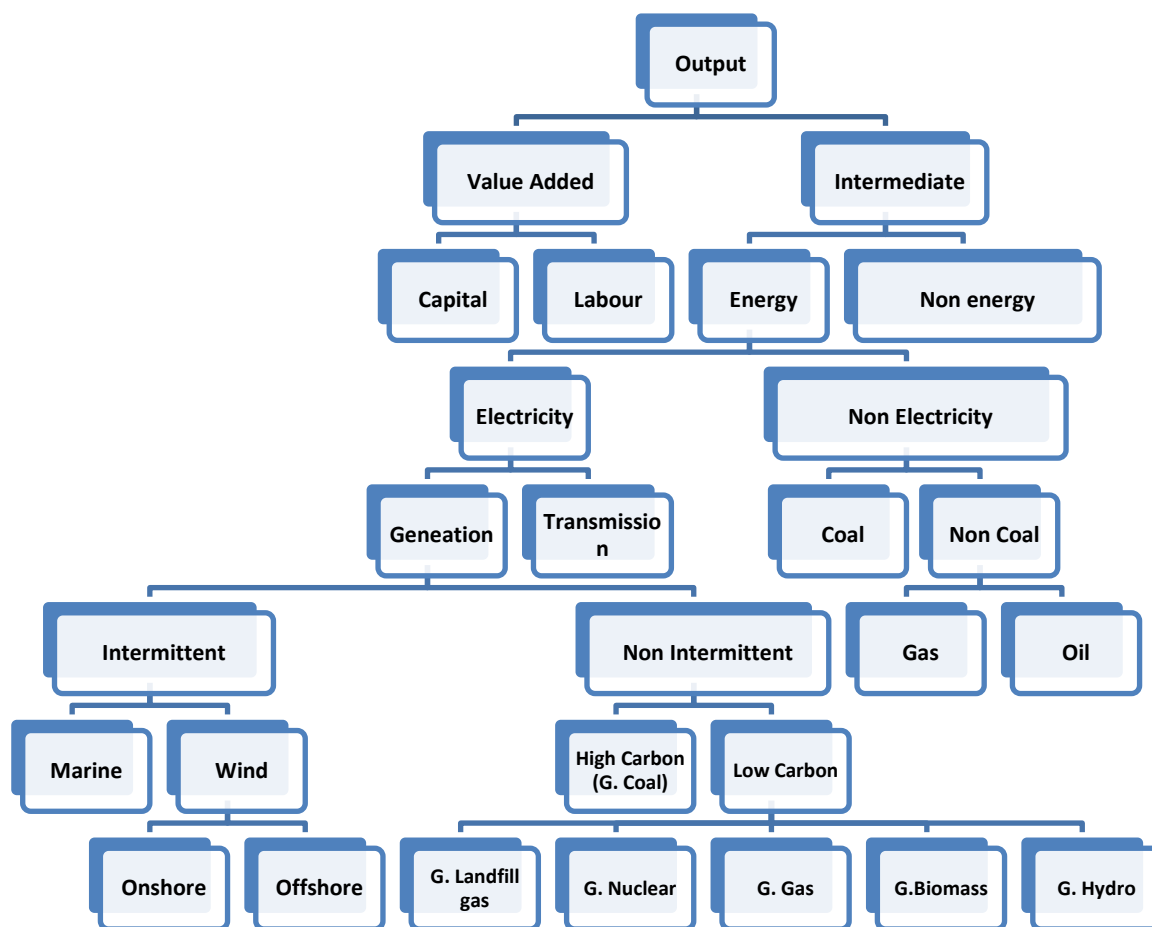 Output
Value Added
Intermediate
Capital
Labour
Energy
Non energy
Electricity
Non Electricity
Geneation
Transmissio
n
Coal
Non Coal
Intermittent
Non Intermittent
Gas
Oil
Marine
Wind
High Carbon
(G. Coal)
Low Carbon
Onshore
Offshore
G. Landfill
gas
G. Nuclear
G. Gas
G.Biomass
G. Hydro